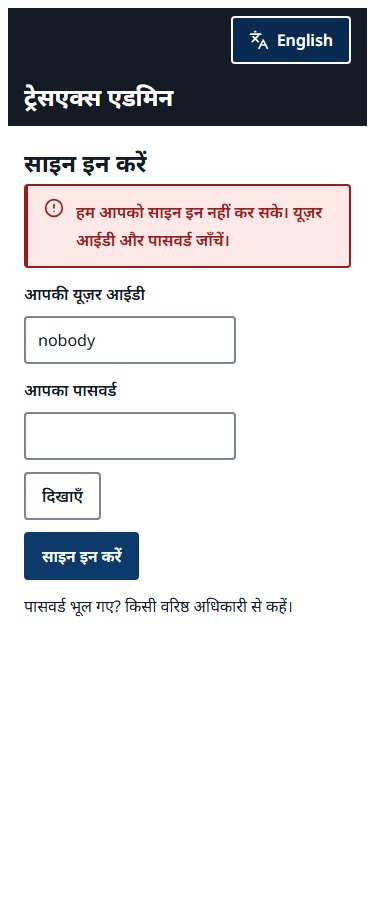 English
ट्रेसएक्स एडमिन
साइन इन करें
हम आपको साइन इन नहीं कर सके। यूज़र
आईडी और पासवर्ड जाँचें।
आपकी यूज़र आईडी
nobody
आपका पासवर्ड
दिखाएँ
साइन इन करें
पासवर्ड भूल गए? किसी वरिष्ठ अधिकारी से कहें।